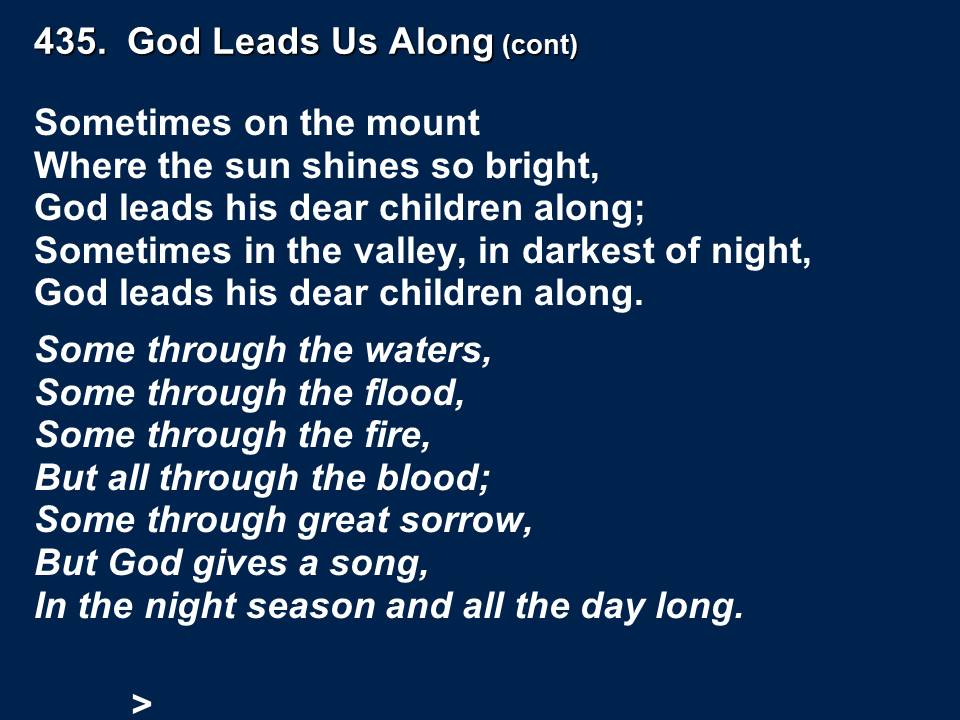 435.  God Leads Us Along (cont)
Sometimes on the mount
Where the sun shines so bright,
God leads his dear children along;
Sometimes in the valley, in darkest of night,
God leads his dear children along.
Some through the waters,
Some through the flood,
Some through the fire,
But all through the blood;
Some through great sorrow,
But God gives a song,
In the night season and all the day long.
>